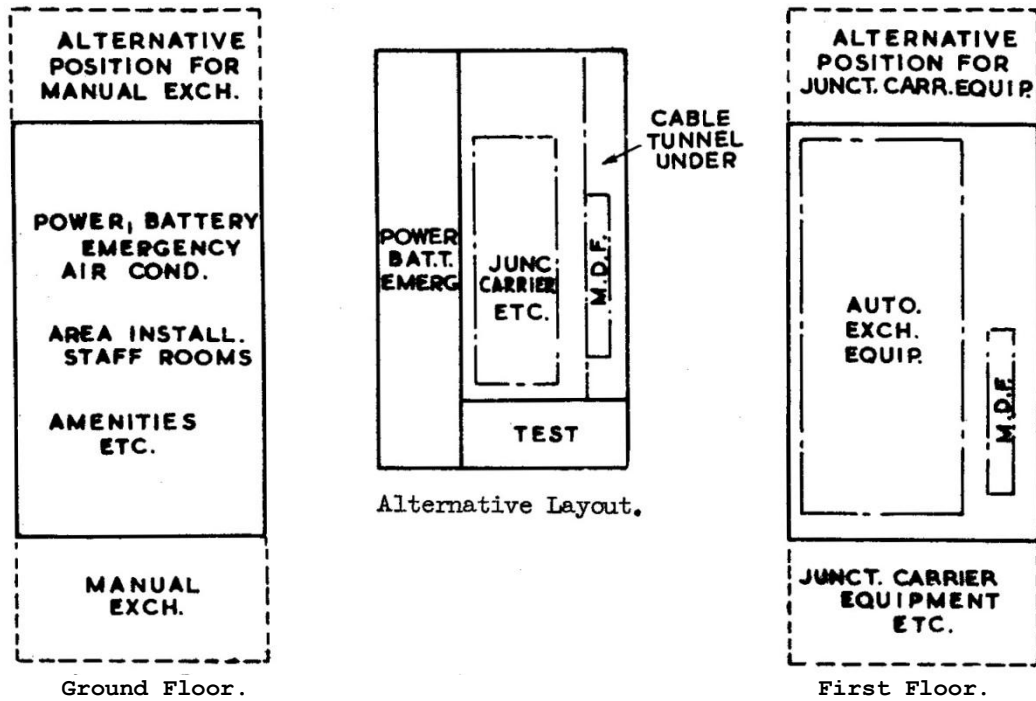 ALTERNATIVE
POSITION FOR
MANUAL EXCH.
POWER, BATTERY
EMERGENCY
AIR COND.
AREA INSTALL.
STAFF ROOMS
AMENITIES
ETC.
MANUAL
EXCH.
Ground Floor.
CABLE
TUNNEL
UNDER
POWER
BATT.
EMERG
JUNC
CARRIER
ETC.
M.D.F.
TEST
Alternative Layout.
ALTERNATIVE
POSITION FOR
JUNCT. CARR. EQUIP.
AUTO.
EXCH.
EQUIP.
M.D.F.
JUNCT. CARRIER
EQUIPMENT
ETC.
First Floor.